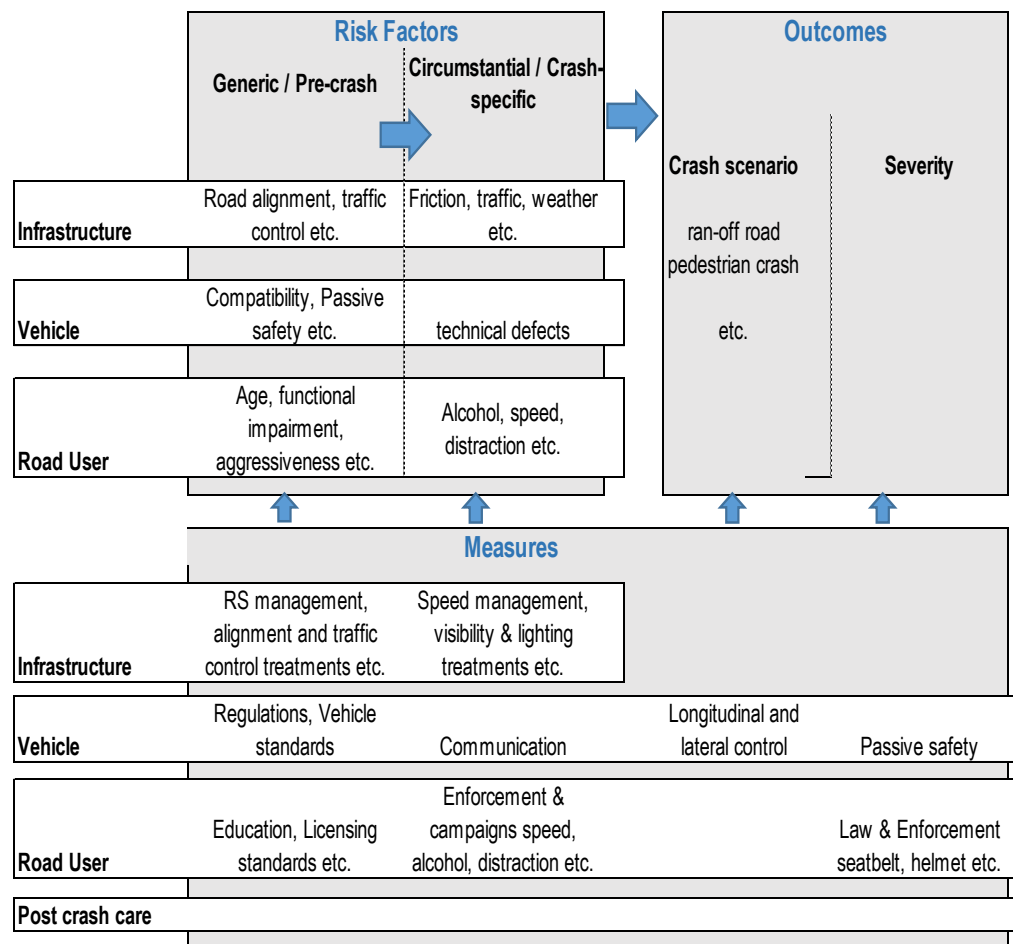 Risk Factors
Outcomes
Generic / Pre-crash
Circumstantial / Crash-
specific
Crash scenario
Severity
Infrastructure
Road alignment, traffic
control etc.
Friction, traffic, weather
etc.
ran-off road
pedestrian crash
etc.
Vehicle
Compatibility, Passive
safety etc.
technical defects
Road User
Age, functional
impairment,
aggressiveness etc.
Alcohol, speed,
distraction etc.
Measures
Infrastructure
RS management,
alignment and traffic
control treatments etc.
Speed management,
visibility & lighting
treatments etc.
Vehicle
Regulations, Vehicle
standards
Communication
Longitudinal and
lateral control
Passive safety
Road User
Education, Licensing
standards etc.
Enforcement &
campaigns speed,
alcohol, distraction etc.
Law & Enforcement
seatbelt, helmet etc.
Post crash care